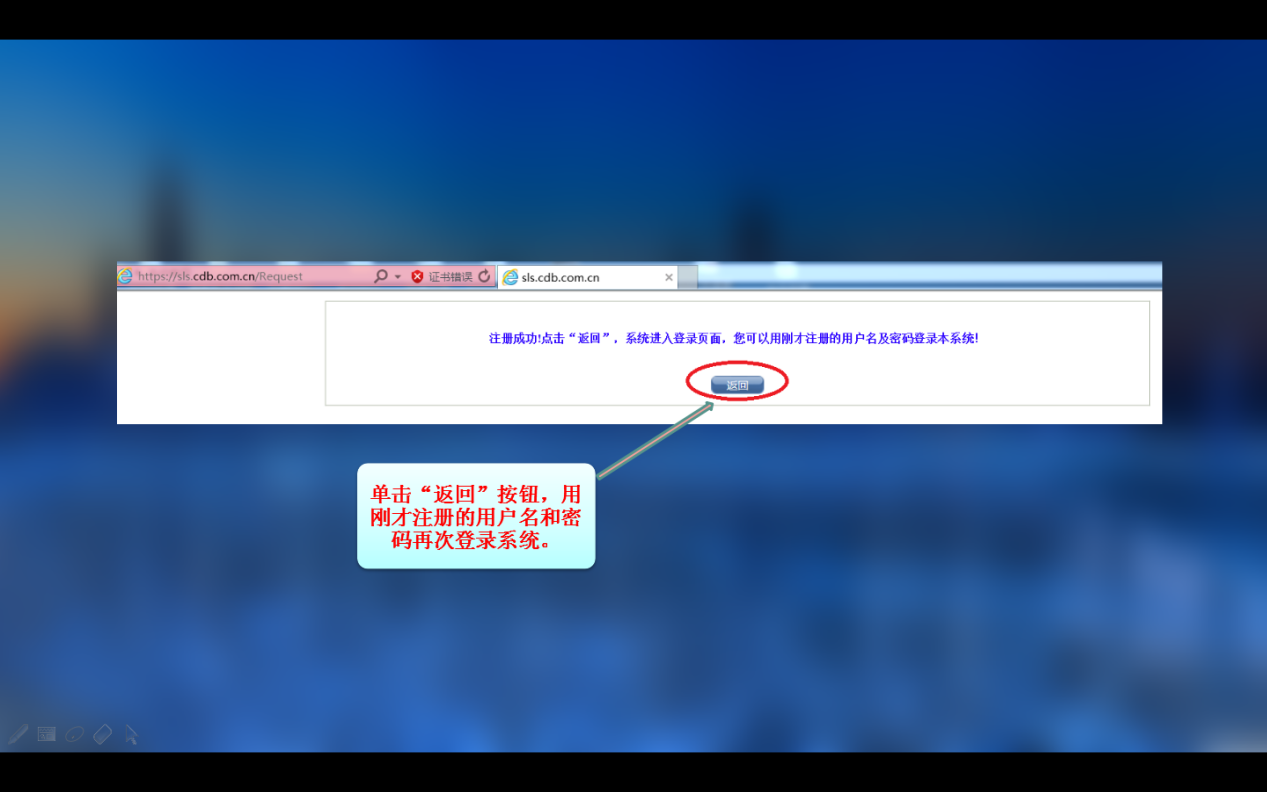 https://sls.cdb.com.cn/Request 证书错误 sls.cdb.com.cn
注册成功!点击“返回”，系统进入登录页面，您可以用刚才注册的用户名及密码登录本系统!
返回
单击“返回”按钮，用
刚才注册的用户名和密
码再次登录系统。